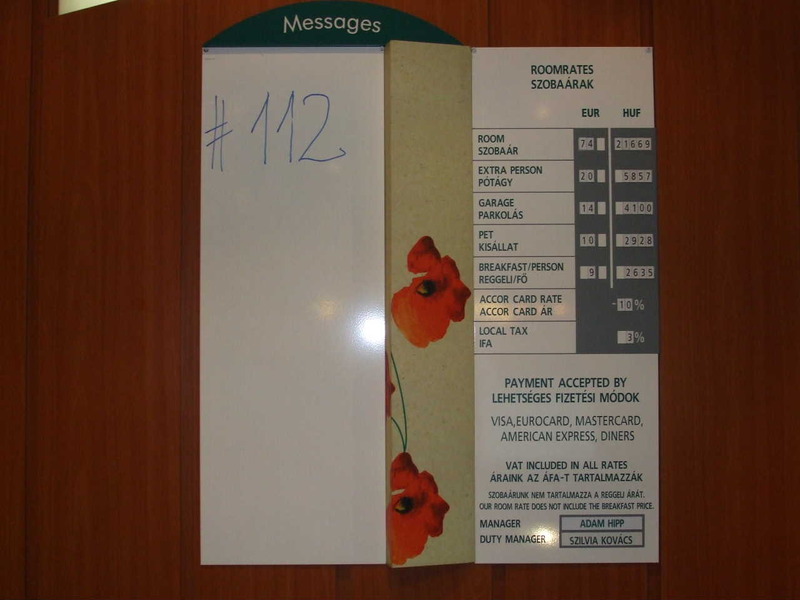 Messages
#112
ROOMRATES
SZOBAÁRAK
EUR HUF
ROOM 74 21669
SZOBAÁR
EXTRA PERSON 20 5857
PÓTÁGY
GARAGE 14 4100
PARKOLÁS
PET 10 2928
KISÁLLAT
BREAKFAST/PERSON 9 2635
REGGELI/FŐ
ACCOR CARD RATE -10%
ACCOR CARD ÁR
LOCAL TAX 3%
IFA
PAYMENT ACCEPTED BY
LEHETSÉGES FIZETÉSI MÓDOK
VISA,EUROCARD, MASTERCARD,
AMERICAN EXPRESS, DINERS
VAT INCLUDED IN ALL RATES
ÁRAINK AZ ÁFA-T TARTALMAZZÁK
SZOBAÁRUNK NEM TARTALMAZZA A REGGELI ÁRÁT.
OUR ROOM RATE DOES NOT INCLUDE THE BREAKFAST PRICE.
MANAGER ADAM HIPP
DUTY MANAGER SZILVIA KOVÁCS